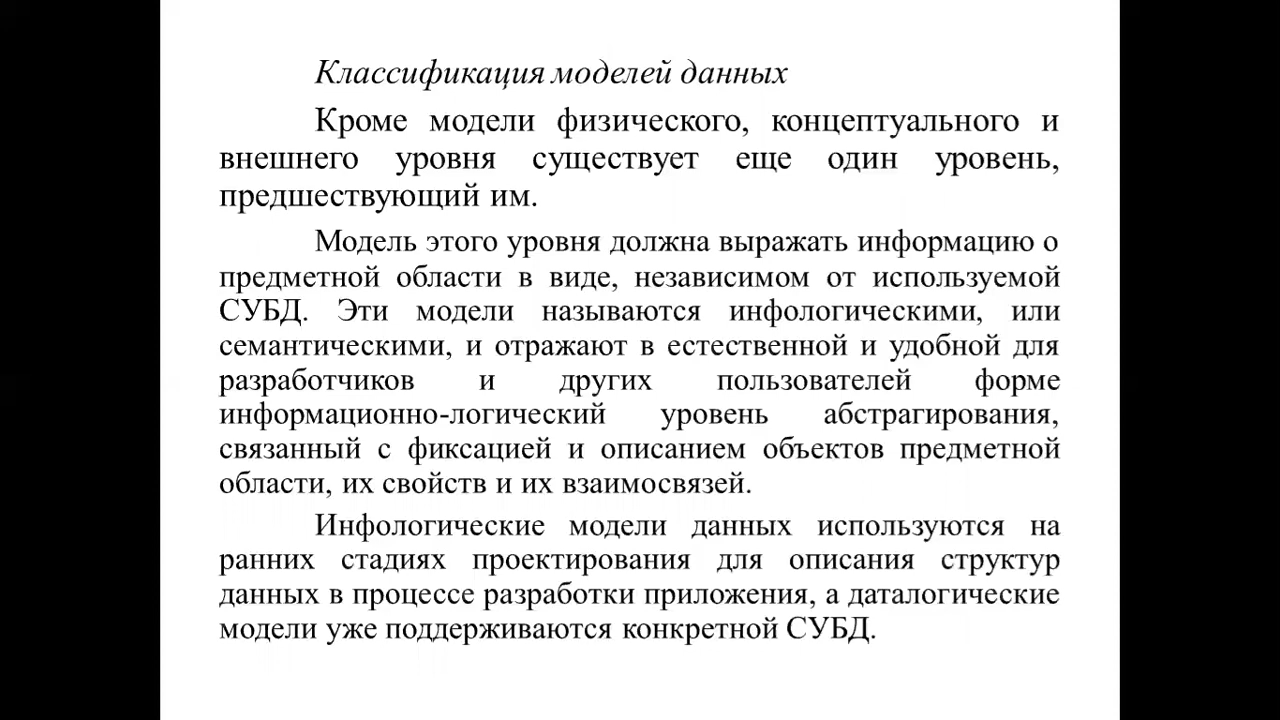 Классификация моделей данных
Кроме модели физического, концептуального и
внешнего уровня существует еще один уровень,
предшествующий им.
Модель этого уровня должна выражать информацию о
предметной области в виде, независимом от используемой
СУБД. Эти модели называются инфологическими, или
семантическими, и отражают в естественной и удобной для
разработчиков и других пользователей форме
информационно-логический уровень абстрагирования,
связанный с фиксацией и описанием объектов предметной
области, их свойств и их взаимосвязей.
Инфологические модели данных используются на
ранних стадиях проектирования для описания структур
данных в процессе разработки приложения, а даталогические
модели уже поддерживаются конкретной СУБД.